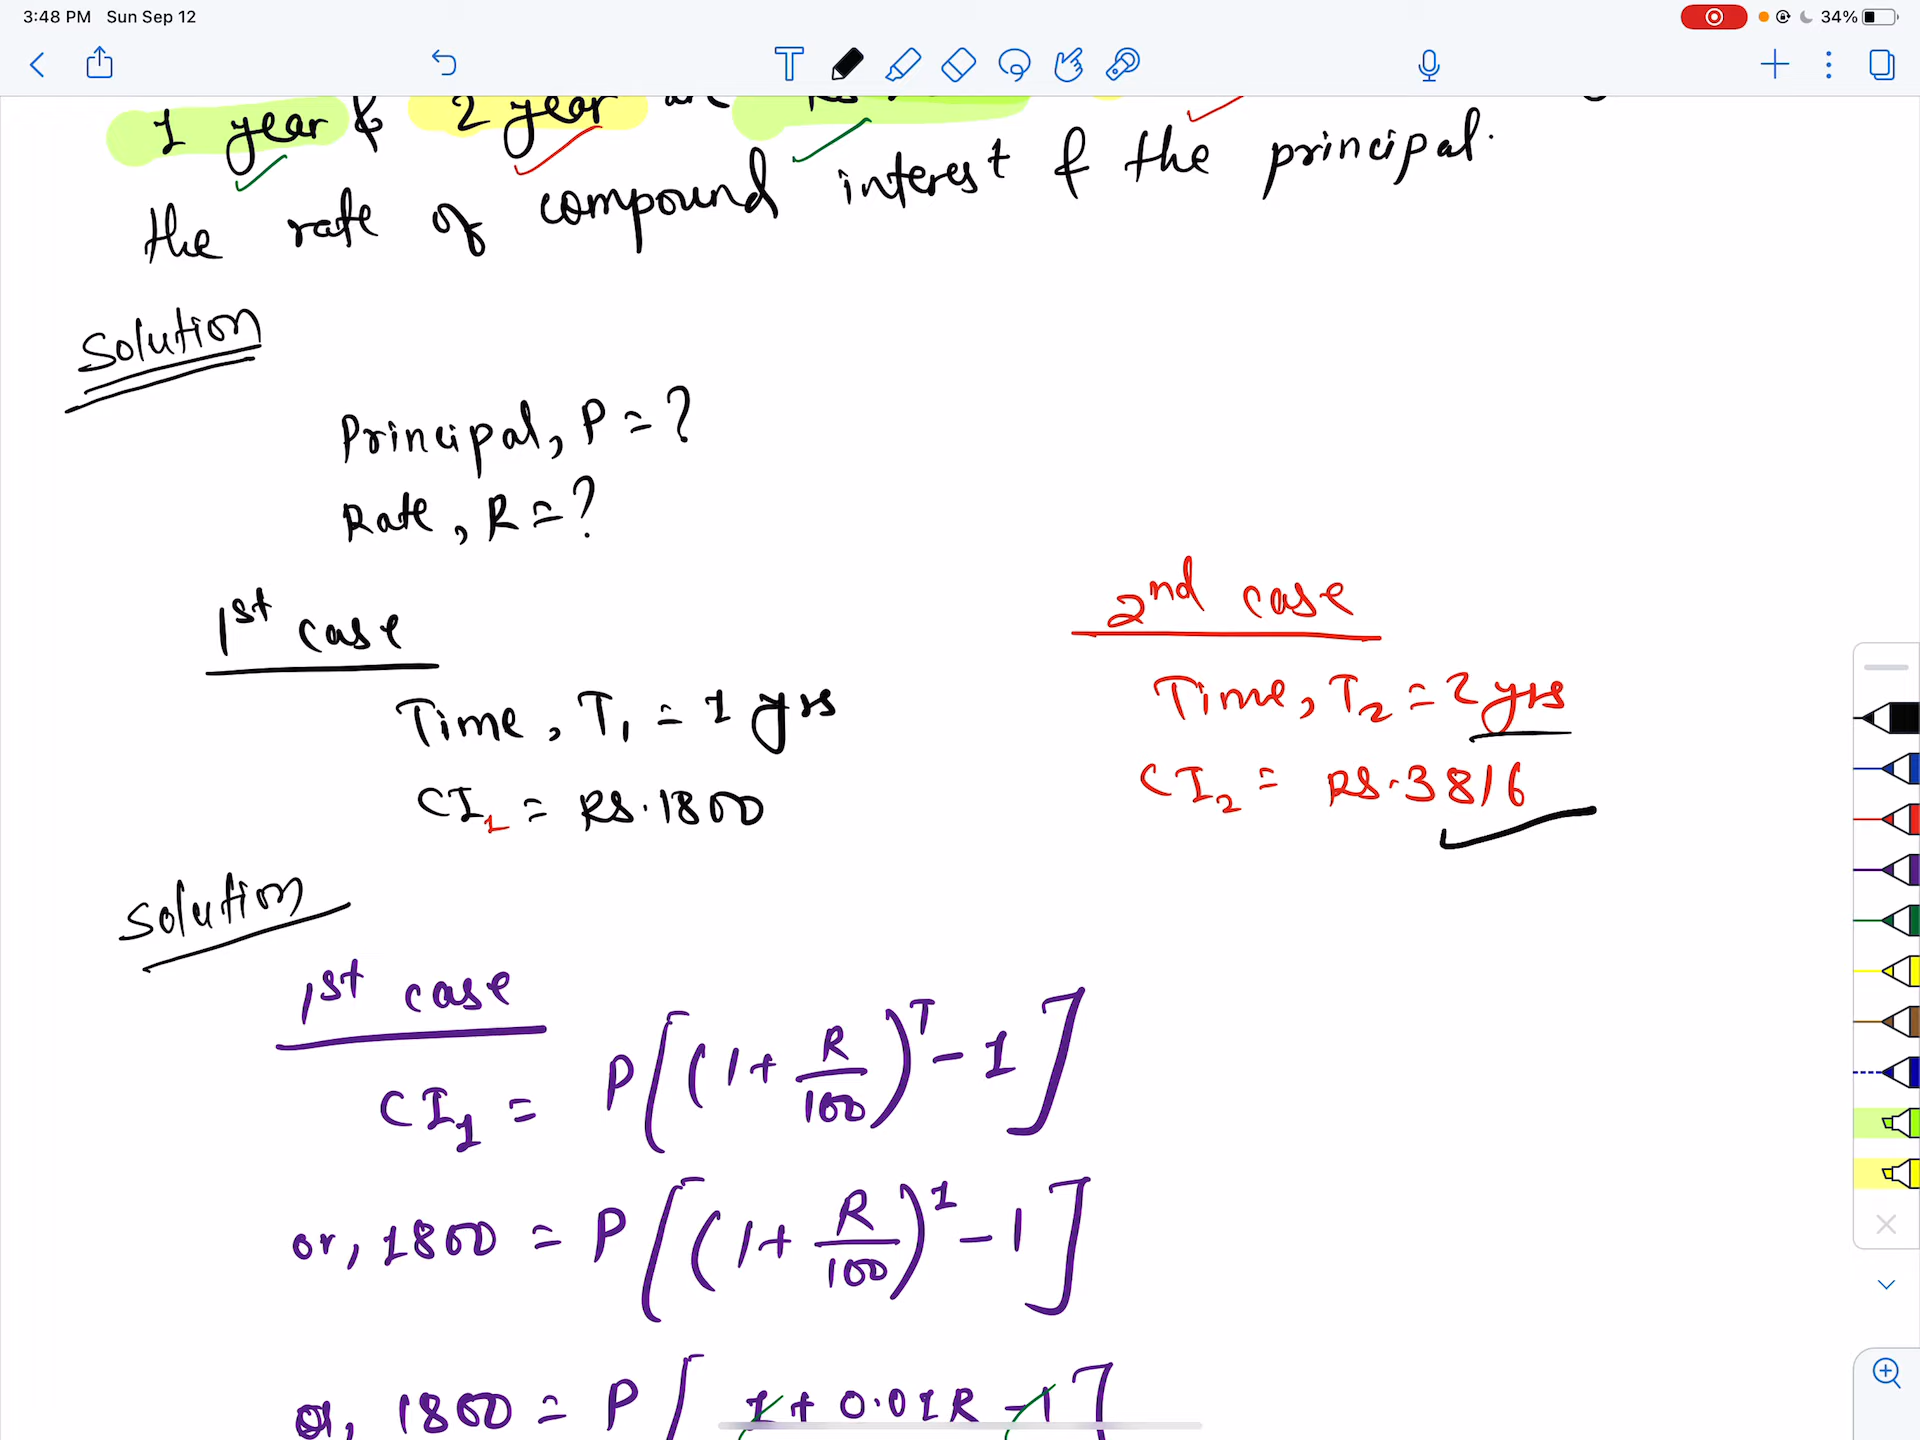 3:48 PM Sun Sep 12
34%
1 year & 2 year are Rs
the rate of compound interest & the principal.
Solution
Principal, P = ?
Rate, R = ?
1st case
Time, T1 = 1 yrs
CI1 = RS.1800
2nd case
Time, T2 = 2 yrs
CI2 = RS.3816
Solution
1st case
CI1 = P[(1+R/100)^T - 1]
or, 1800 = P[(1+R/100)^1 - 1]
or, 1800 = P[1 + 0.01R - 1]